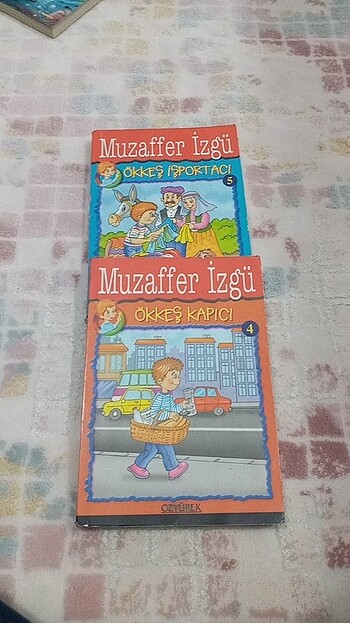 Muzaffer İzgü
ÖKKEŞ İŞPORTACI
5
Muzaffer İzgü
ÖKKEŞ KAPICI
4
ÖZYÜREK